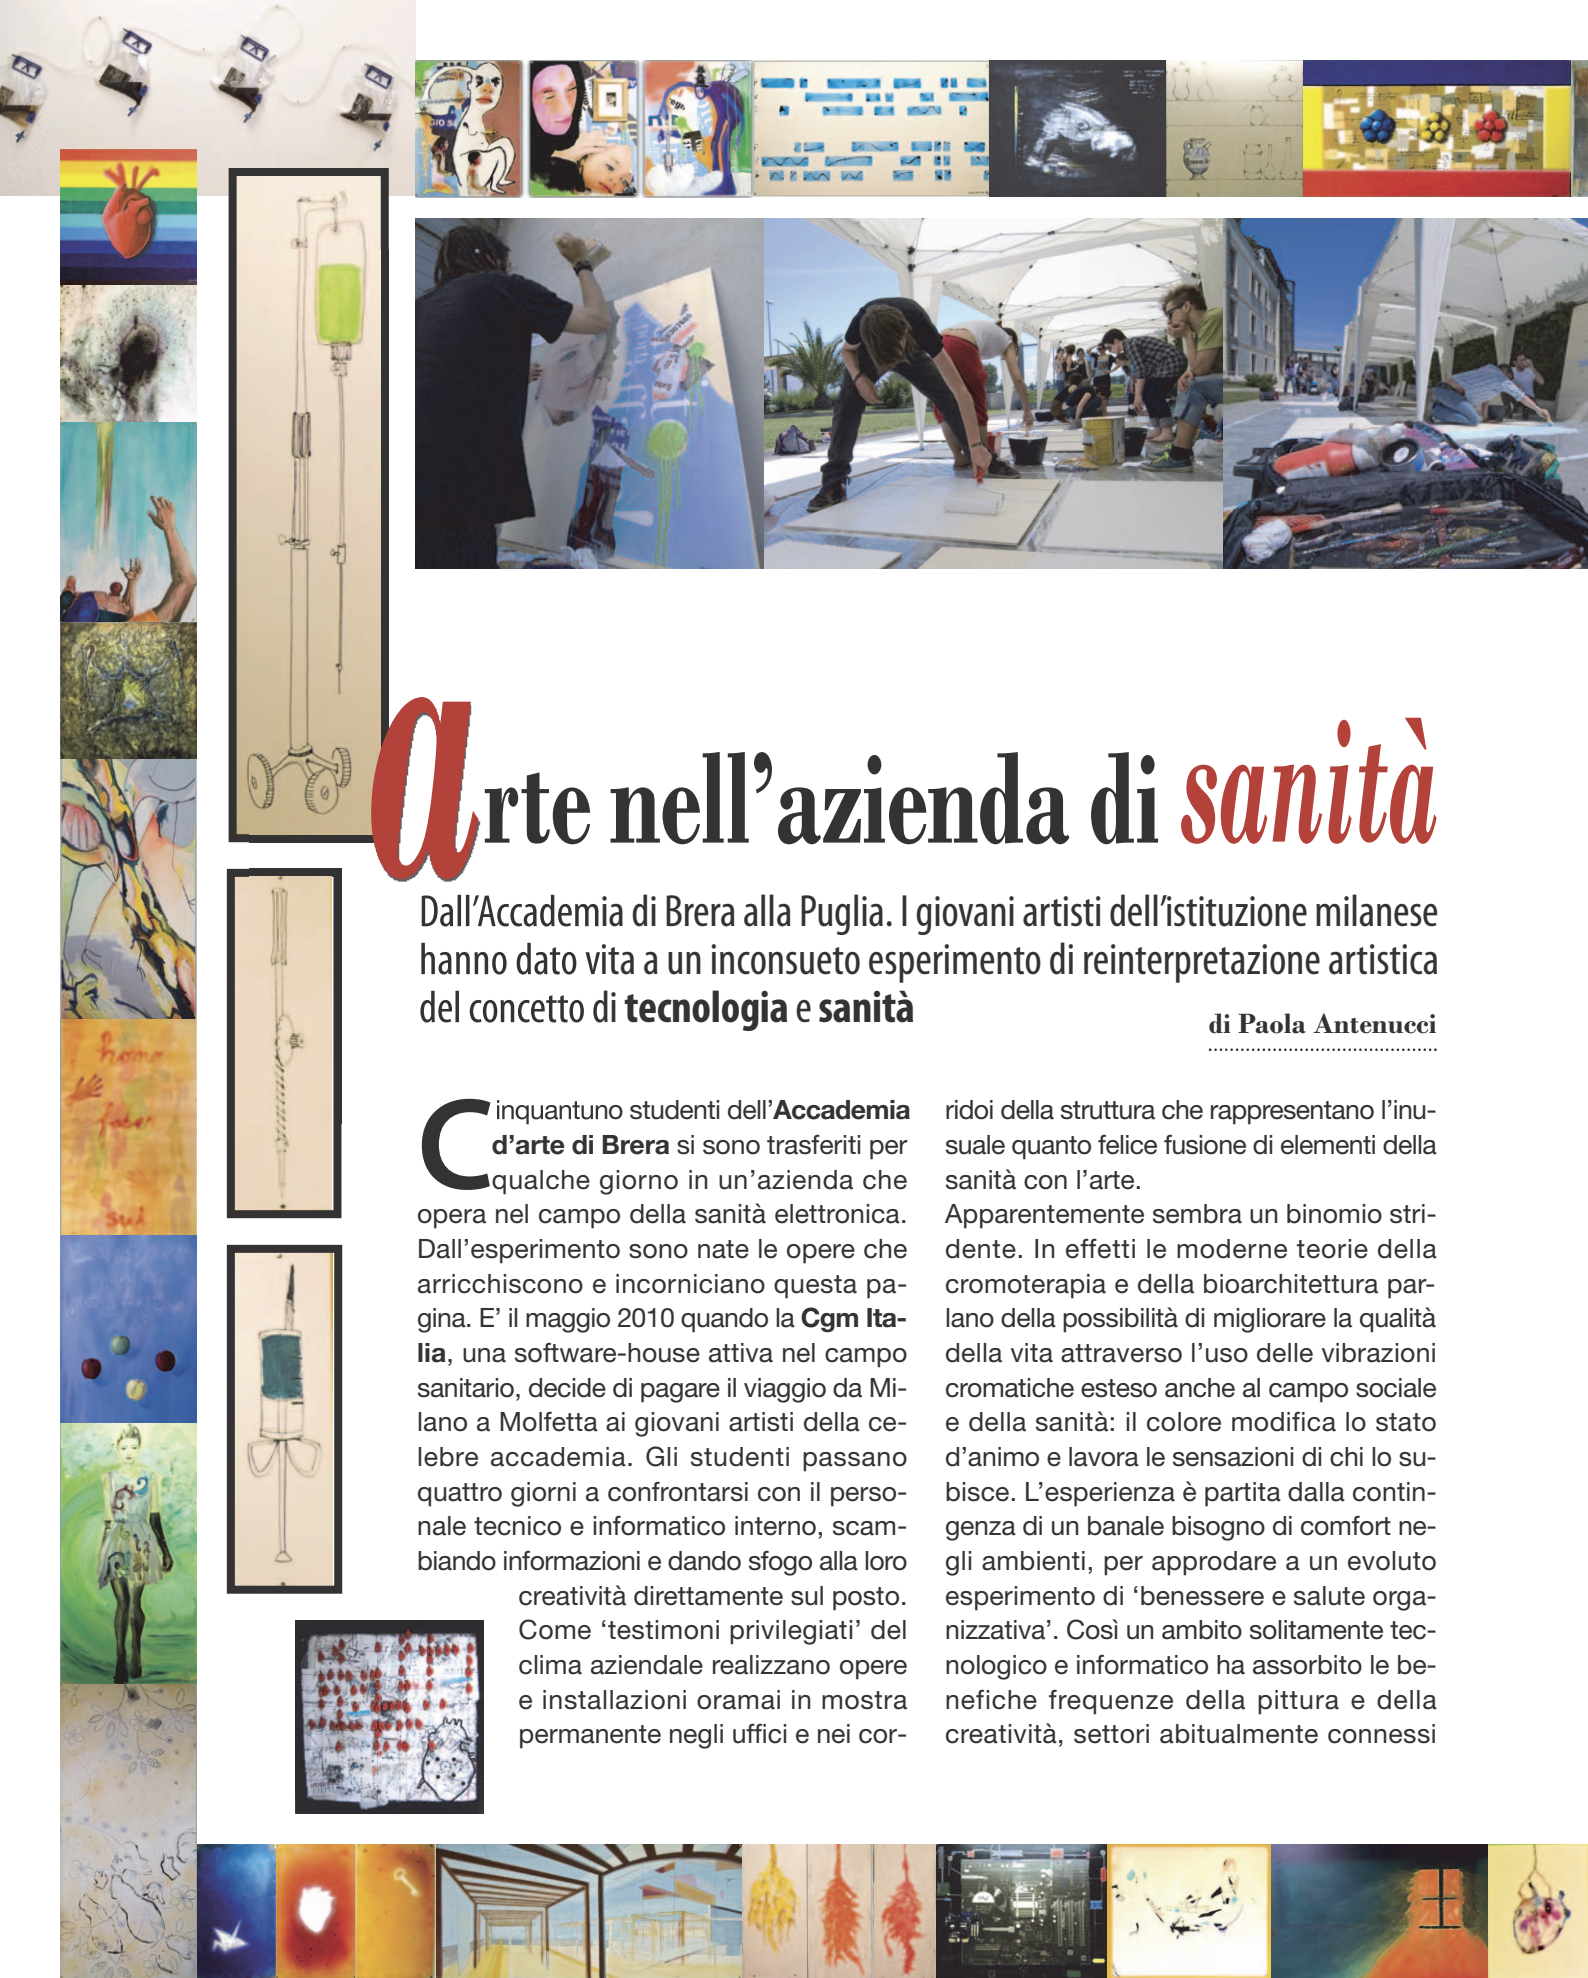 arte nell’azienda di sanità
Dall’Accademia di Brera alla Puglia. I giovani artisti dell’istituzione milanese
hanno dato vita a un inconsueto esperimento di reinterpretazione artistica
del concetto di tecnologia e sanità
di Paola Antenucci
Cinquantuno studenti dell’Accademia
d’arte di Brera si sono trasferiti per
qualche giorno in un’azienda che
opera nel campo della sanità elettronica.
Dall’esperimento sono nate le opere che
arricchiscono e incorniciano questa pa-
gina. E’ il maggio 2010 quando la Cgm Ita-
lia, una software-house attiva nel campo
sanitario, decide di pagare il viaggio da Mi-
lano a Molfetta ai giovani artisti della ce-
lebre accademia. Gli studenti passano
quattro giorni a confrontarsi con il perso-
nale tecnico e informatico interno, scam-
biando informazioni e dando sfogo alla loro
creatività direttamente sul posto.
Come ‘testimoni privilegiati’ del
clima aziendale realizzano opere
e installazioni oramai in mostra
permanente negli uffici e nei cor-
ridoi della struttura che rappresentano l’inu-
suale quanto felice fusione di elementi della
sanità con l’arte.
Apparentemente sembra un binomio stri-
dente. In effetti le moderne teorie della
cromoterapia e della bioarchitettura par-
lano della possibilità di migliorare la qualità
della vita attraverso l’uso delle vibrazioni
cromatiche esteso anche al campo sociale
e della sanità: il colore modifica lo stato
d’animo e lavora le sensazioni di chi lo su-
bisce. L’esperienza è partita dalla contin-
genza di un banale bisogno di comfort ne-
gli ambienti, per approdare a un evoluto
esperimento di ‘benessere e salute orga-
nizzativa’. Così un ambito solitamente tec-
nologico e informatico ha assorbito le be-
nefiche frequenze della pittura e della
creatività, settori abitualmente connessi
homo
faber
sui